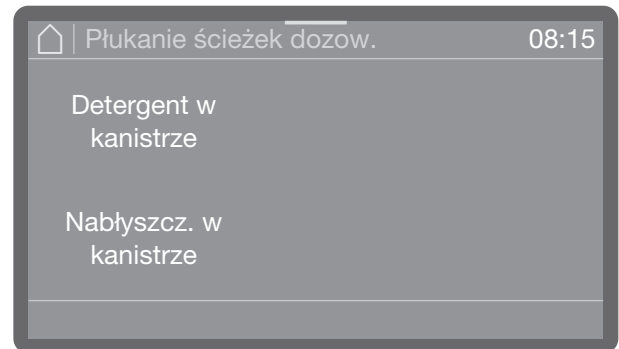 Płukanie ścieżek dozow. 08:15
Detergent w
kanistrze
Nabłyszcz. w
kanistrze